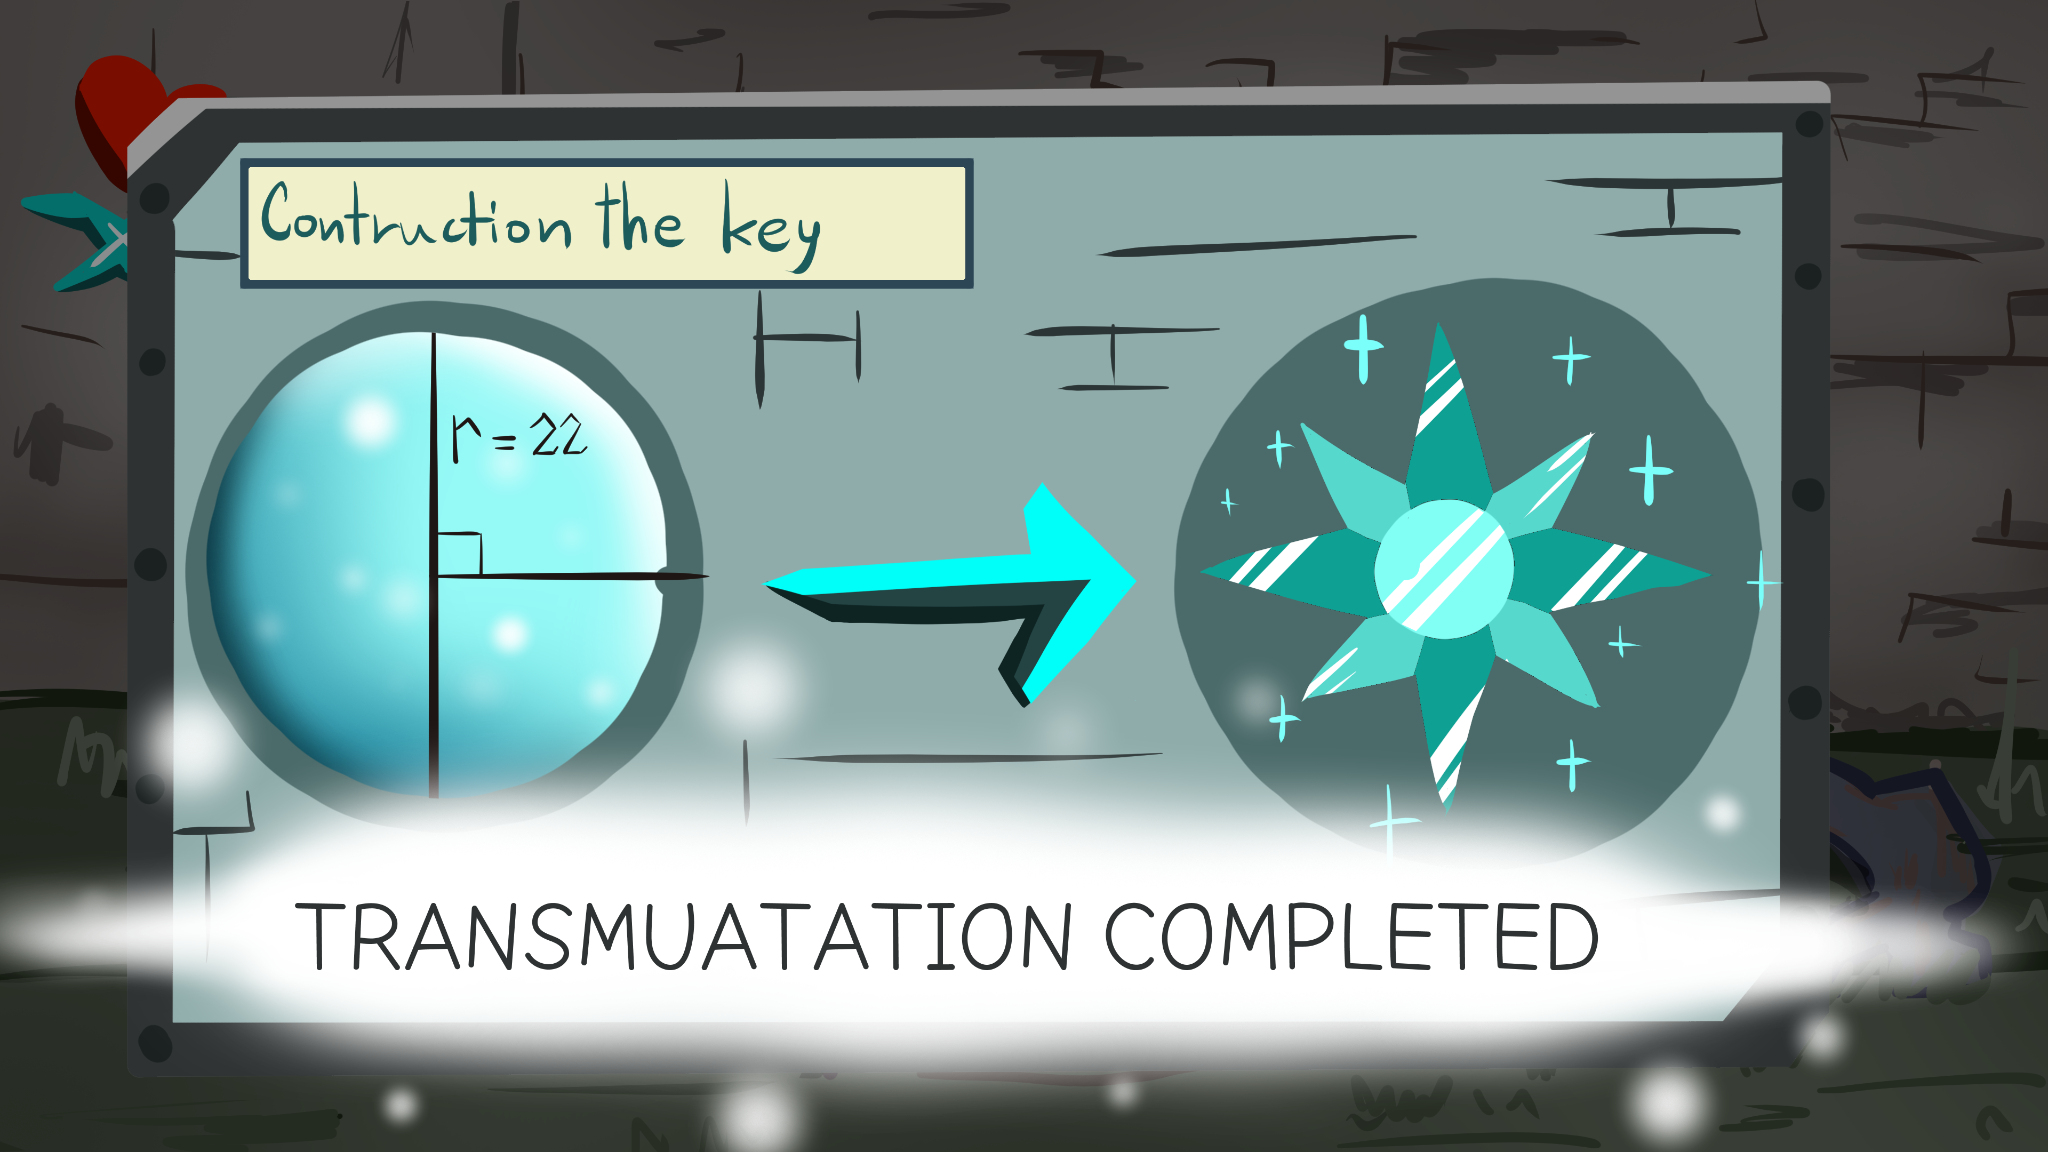 Contruction the key
r = 22
TRANSMUATATION COMPLETED